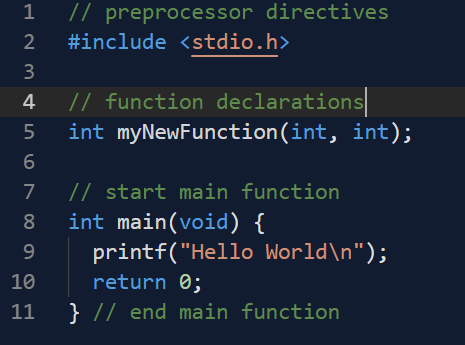 1 // preprocessor directives
2 #include <stdio.h>
3
4 // function declarations
5 int myNewFunction(int, int);
6
7 // start main function
8 int main(void) {
9   printf("Hello World\n");
10   return 0;
11 } // end main function